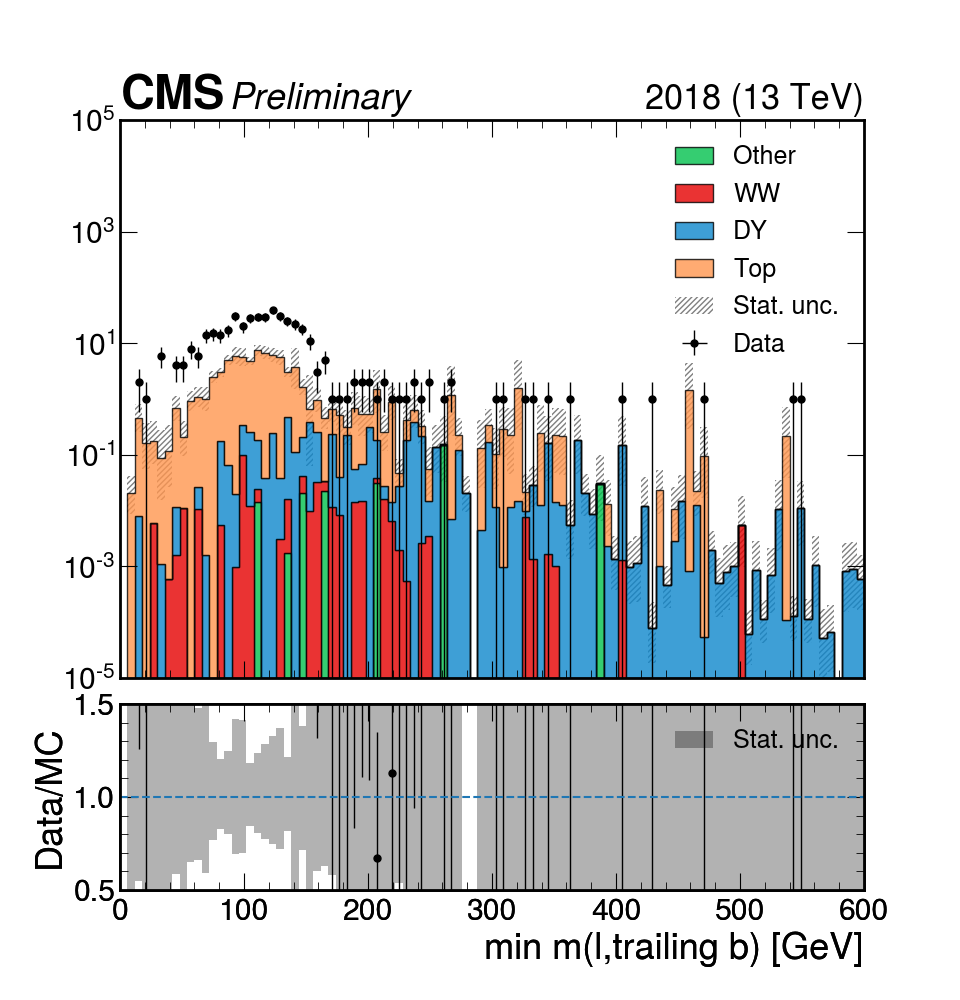 CMS Preliminary 2018 (13 TeV)
10^5
10^3
10^1
10^-1
10^-3
10^-5
Other
WW
DY
Top
Stat. unc.
Data
1.5
1.0
0.5
Data/MC
Stat. unc.
0 100 200 300 400 500 600
min m(l,trailing b) [GeV]